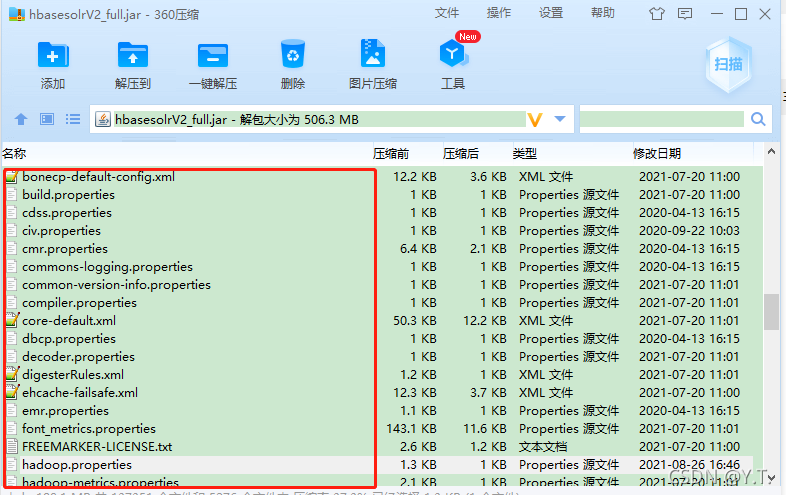 hbasesolrV2_full.jar - 360压缩
文件 操作 设置 帮助
New
添加 解压到 一键解压 删除 图片压缩 工具 扫描
hbasesolrV2_full.jar - 解包大小为 506.3 MB
名称 压缩前 压缩后 类型 修改日期
bonecp-default-config.xml 12.2 KB 3.6 KB XML 文件 2021-07-20 11:00
build.properties 1 KB 1 KB Properties 源文件 2021-07-20 11:00
cdss.properties 1 KB 1 KB Properties 源文件 2020-04-13 16:15
civ.properties 1 KB 1 KB Properties 源文件 2020-09-22 10:03
cmr.properties 6.4 KB 2.1 KB Properties 源文件 2020-04-13 16:15
commons-logging.properties 1 KB 1 KB Properties 源文件 2020-04-13 16:15
common-version-info.properties 1 KB 1 KB Properties 源文件 2021-07-20 11:01
compiler.properties 1 KB 1 KB Properties 源文件 2021-07-20 11:01
core-default.xml 50.3 KB 12.2 KB XML 文件 2021-07-20 11:01
dbcp.properties 1 KB 1 KB Properties 源文件 2020-04-13 16:15
decoder.properties 1 KB 1 KB Properties 源文件 2021-07-20 11:01
digesterRules.xml 1 KB 1 KB XML 文件 2021-07-20 11:01
ehcache-failsafe.xml 12.3 KB 3.7 KB XML 文件 2021-07-20 11:00
emr.properties 1.1 KB 1 KB Properties 源文件 2020-04-13 16:15
font_metrics.properties 143.1 KB 11.6 KB Properties 源文件 2021-07-20 11:01
FREEMARKER-LICENSE.txt 2.6 KB 1.2 KB 文本文档 2021-07-20 11:00
hadoop.properties 1.3 KB 1 KB Properties 源文件 2021-08-26 16:46
hadoop-metrics.properties 2.1 KB 1 KB Properties 源文件 2021-07-20 11:01
CSDN @Y.T.